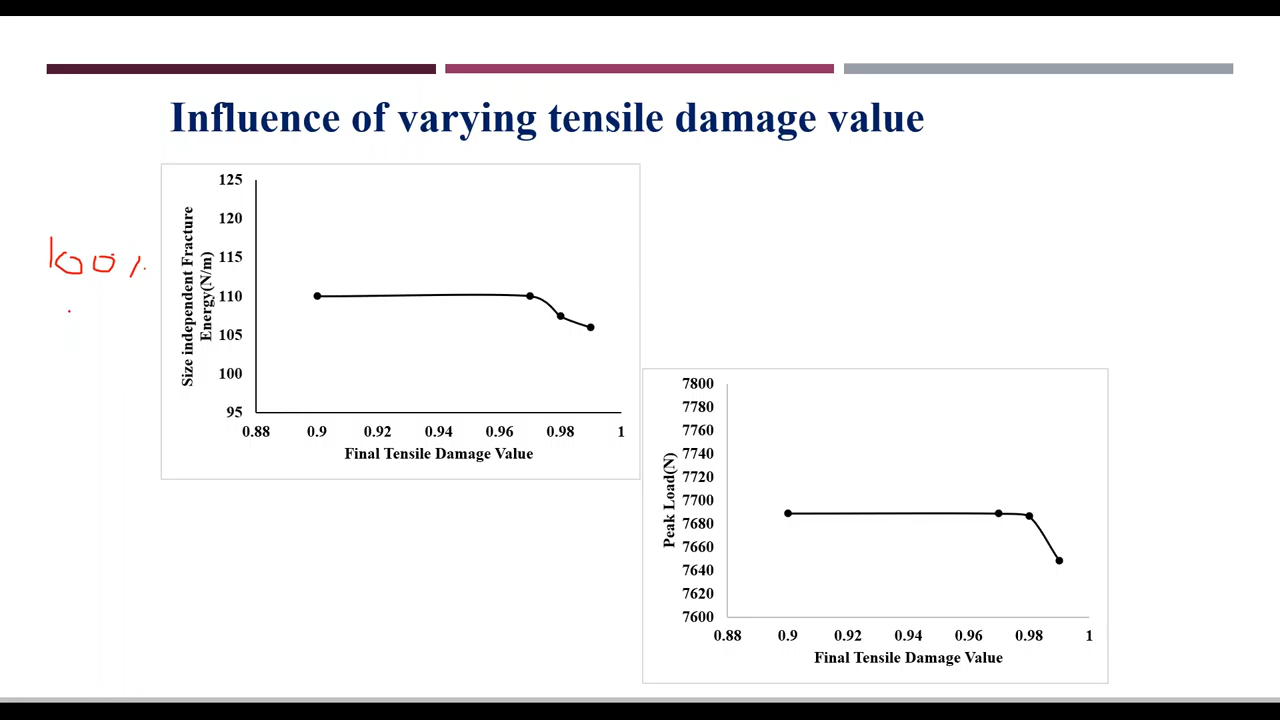 Influence of varying tensile damage value
100%
Size independent Fracture
Energy(N/m)
125
120
115
110
105
100
95
0.88 0.9 0.92 0.94 0.96 0.98 1
Final Tensile Damage Value
Peak Load(N)
7800
7780
7760
7740
7720
7700
7680
7660
7640
7620
7600
0.88 0.9 0.92 0.94 0.96 0.98 1
Final Tensile Damage Value